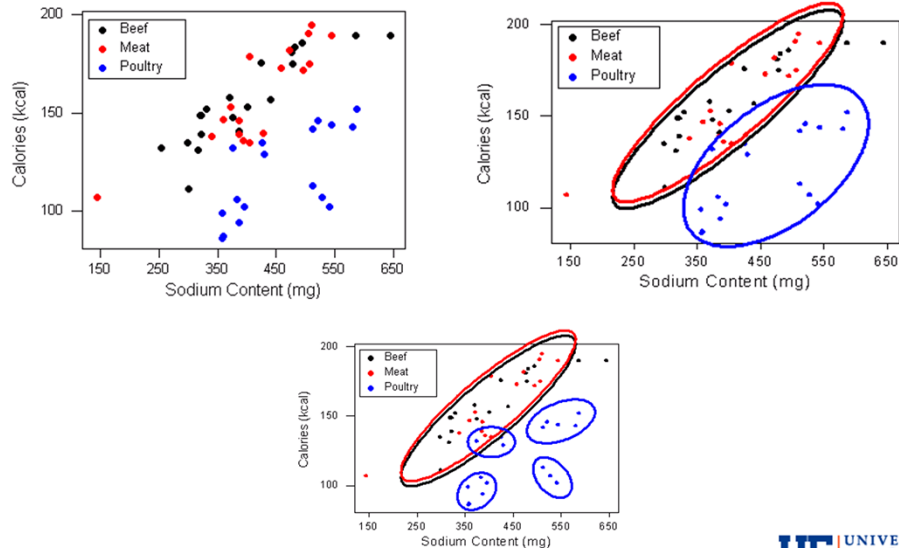 200
150
100
Calories (kcal)
Beef
Meat
Poultry
150 250 350 450 550 650
Sodium Content (mg)
200
150
100
Calories (kcal)
Beef
Meat
Poultry
150 250 350 450 550 650
Sodium Content (mg)
200
150
100
Calories (kcal)
Beef
Meat
Poultry
150 250 350 450 550 650
Sodium Content (mg)